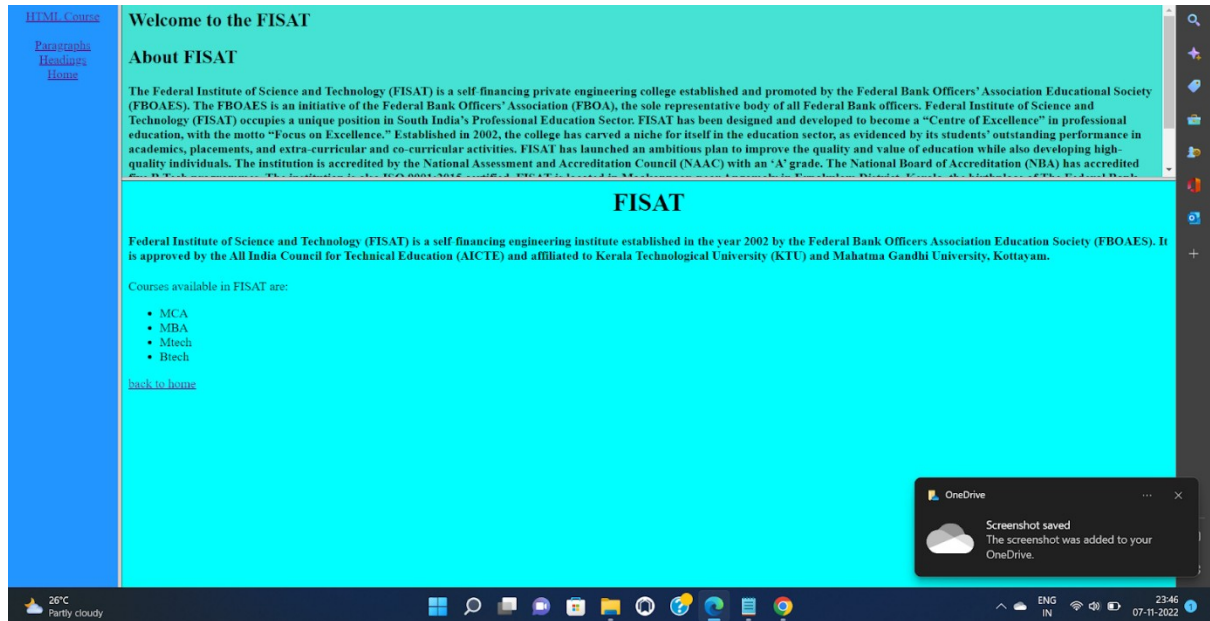 HTML Course
Paragraphs
Headings
Home
Welcome to the FISAT
About FISAT
The Federal Institute of Science and Technology (FISAT) is a self-financing private engineering college established and promoted by the Federal Bank Officers' Association Educational Society
(FBOAES). The FBOAES is an initiative of the Federal Bank Officers' Association (FBOA), the sole representative body of all Federal Bank officers. Federal Institute of Science and
Technology (FISAT) occupies a unique position in South India's Professional Education Sector. FISAT has been designed and developed to become a “Centre of Excellence” in professional
education, with the motto “Focus on Excellence.” Established in 2002, the college has carved a niche for itself in the education sector, as evidenced by its students' outstanding performance in
academics, placements, and extra-curricular and co-curricular activities. FISAT has launched an ambitious plan to improve the quality and value of education while also developing high-
quality individuals. The institution is accredited by the National Assessment and Accreditation Council (NAAC) with an ‘A’ grade. The National Board of Accreditation (NBA) has accredited
FISAT
Federal Institute of Science and Technology (FISAT) is a self-financing engineering institute established in the year 2002 by the Federal Bank Officers Association Education Society (FBOAES). It
is approved by the All India Council for Technical Education (AICTE) and affiliated to Kerala Technological University (KTU) and Mahatma Gandhi University, Kottayam.
Courses available in FISAT are:
• MCA
• MBA
• Mtech
• Btech
back to home
OneDrive
Screenshot saved
The screenshot was added to your
OneDrive.
26°C
Partly cloudy
ENG
IN
23:46
07-11-2022
1